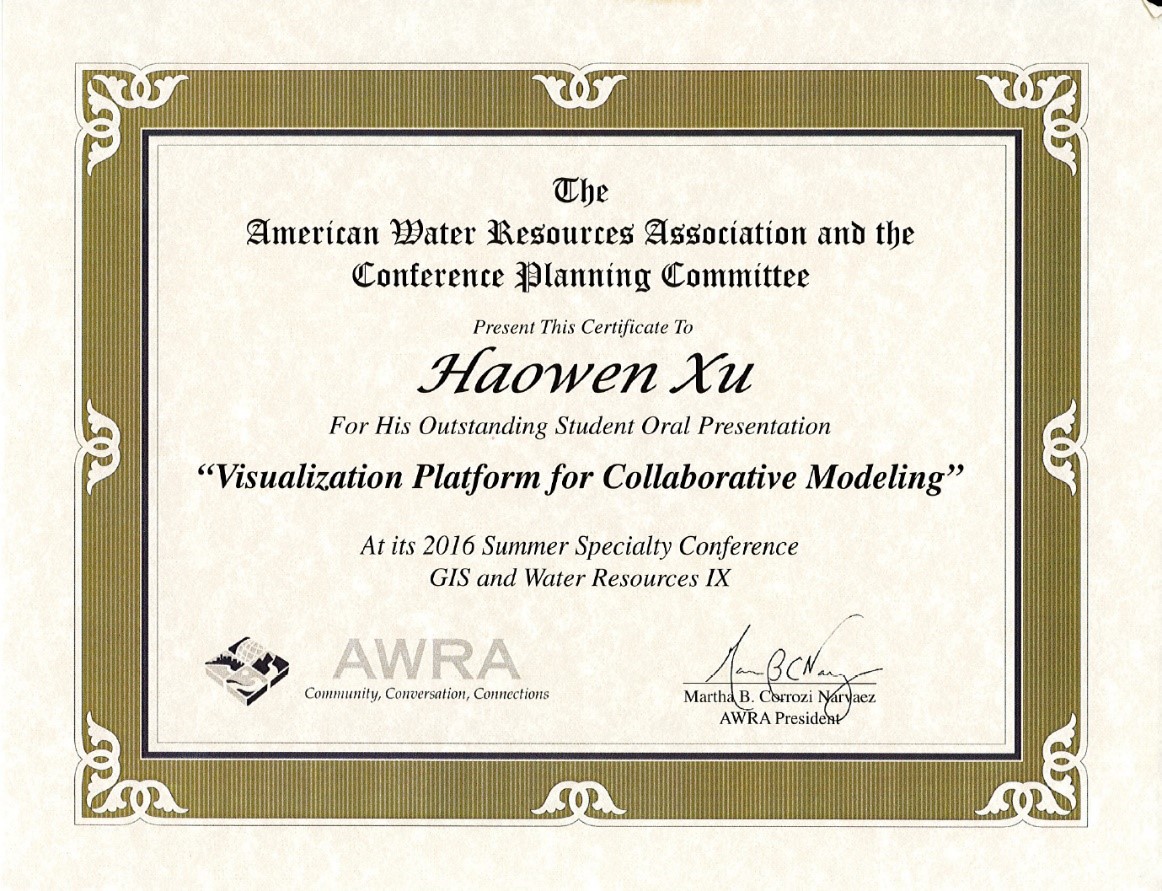 The
American Water Resources Association and the
Conference Planning Committee
Present This Certificate To
Haowen Xu
For His Outstanding Student Oral Presentation
“Visualization Platform for Collaborative Modeling”
At its 2016 Summer Specialty Conference
GIS and Water Resources IX
AWRA
Community, Conversation, Connections
Martha B. Corrozi Narvaez
AWRA President